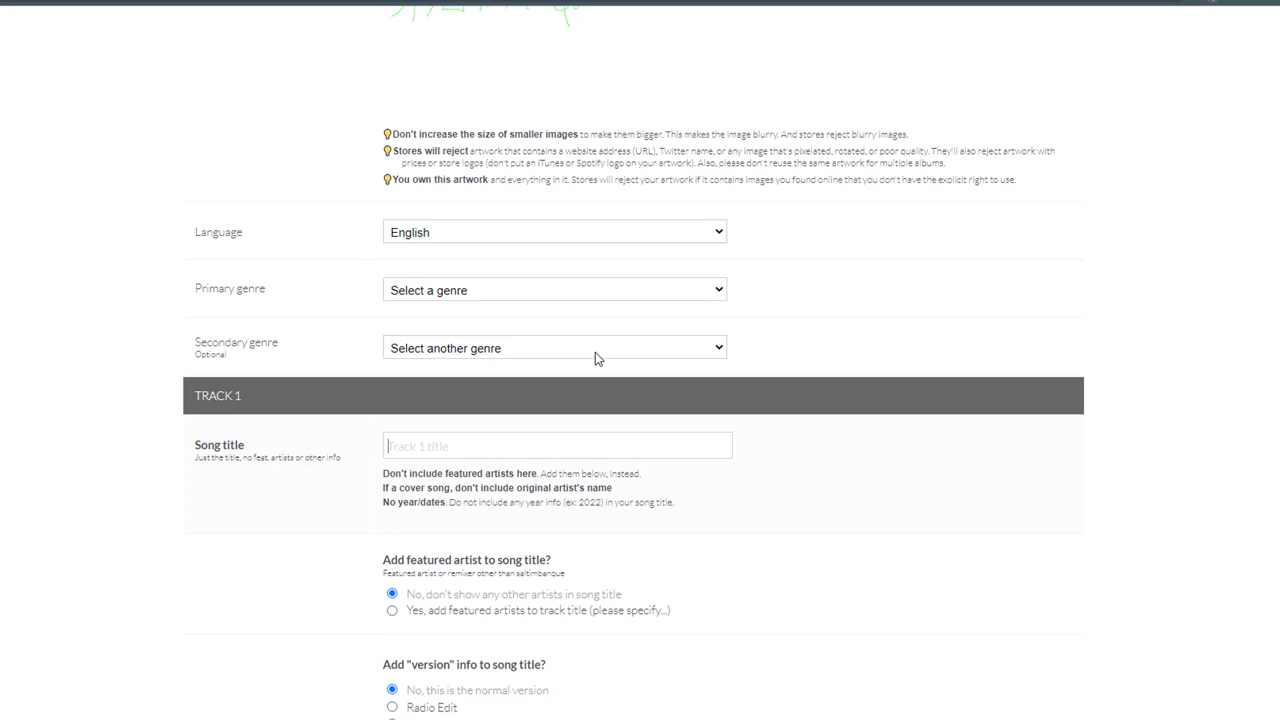 Don't increase the size of smaller images to make them bigger. This makes the image blurry. And stores reject blurry images.
Stores will reject artwork that contains a website address (URL), Twitter name, or any image that's pixelated, rotated, or poor quality. They'll also reject artwork with
prices or store logos (don't put an iTunes or Spotify logo on your artwork). Also, please don't reuse the same artwork for multiple albums.
You own this artwork and everything in it. Stores will reject your artwork if it contains images you found online that you don't have the explicit right to use.
Language
English
Primary genre
Select a genre
Secondary genre
Optional
Select another genre
TRACK 1
Song title
Just the title, no feat. artists or other info
Track 1 title
Don't include featured artists here. Add them below, instead.
If a cover song, don't include original artist's name
No year/dates. Do not include any year info (ex: 2022) in your song title.
Add featured artist to song title?
Featured artist or remixer other than saltimbanque
No, don't show any other artists in song title
Yes, add featured artists to track title (please specify...)
Add "version" info to song title?
No, this is the normal version
Radio Edit